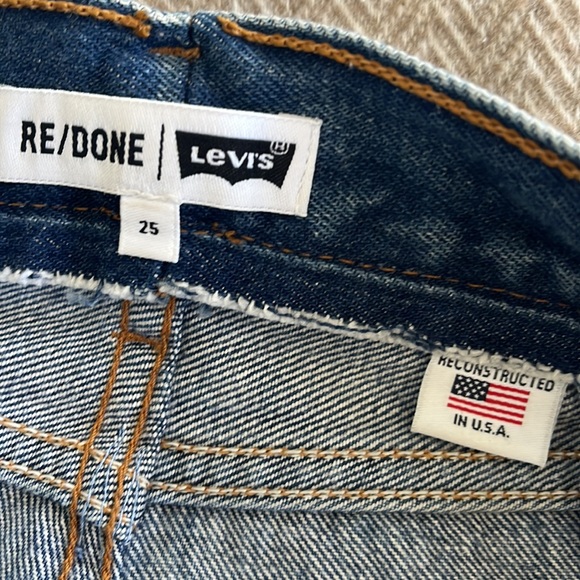 RE/DONE | Levi's ®
25
RECONSTRUCTED
IN U.S.A.